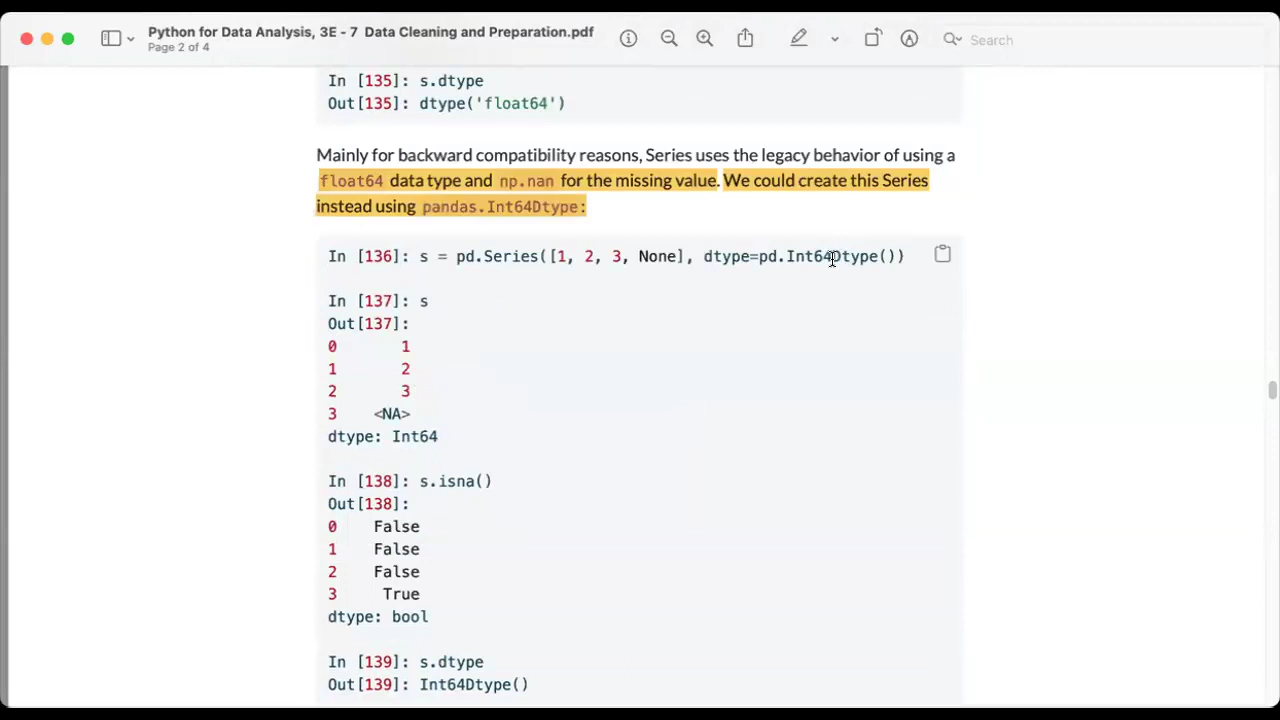 Python for Data Analysis, 3E - 7 Data Cleaning and Preparation.pdf
Page 2 of 4
Search
In [135]: s.dtype
Out[135]: dtype('float64')
Mainly for backward compatibility reasons, Series uses the legacy behavior of using a
float64 data type and np.nan for the missing value. We could create this Series
instead using pandas.Int64Dtype:
In [136]: s = pd.Series([1, 2, 3, None], dtype=pd.Int64Dtype())
In [137]: s
Out[137]:
0 1
1 2
2 3
3 <NA>
dtype: Int64
In [138]: s.isna()
Out[138]:
0 False
1 False
2 False
3 True
dtype: bool
In [139]: s.dtype
Out[139]: Int64Dtype()